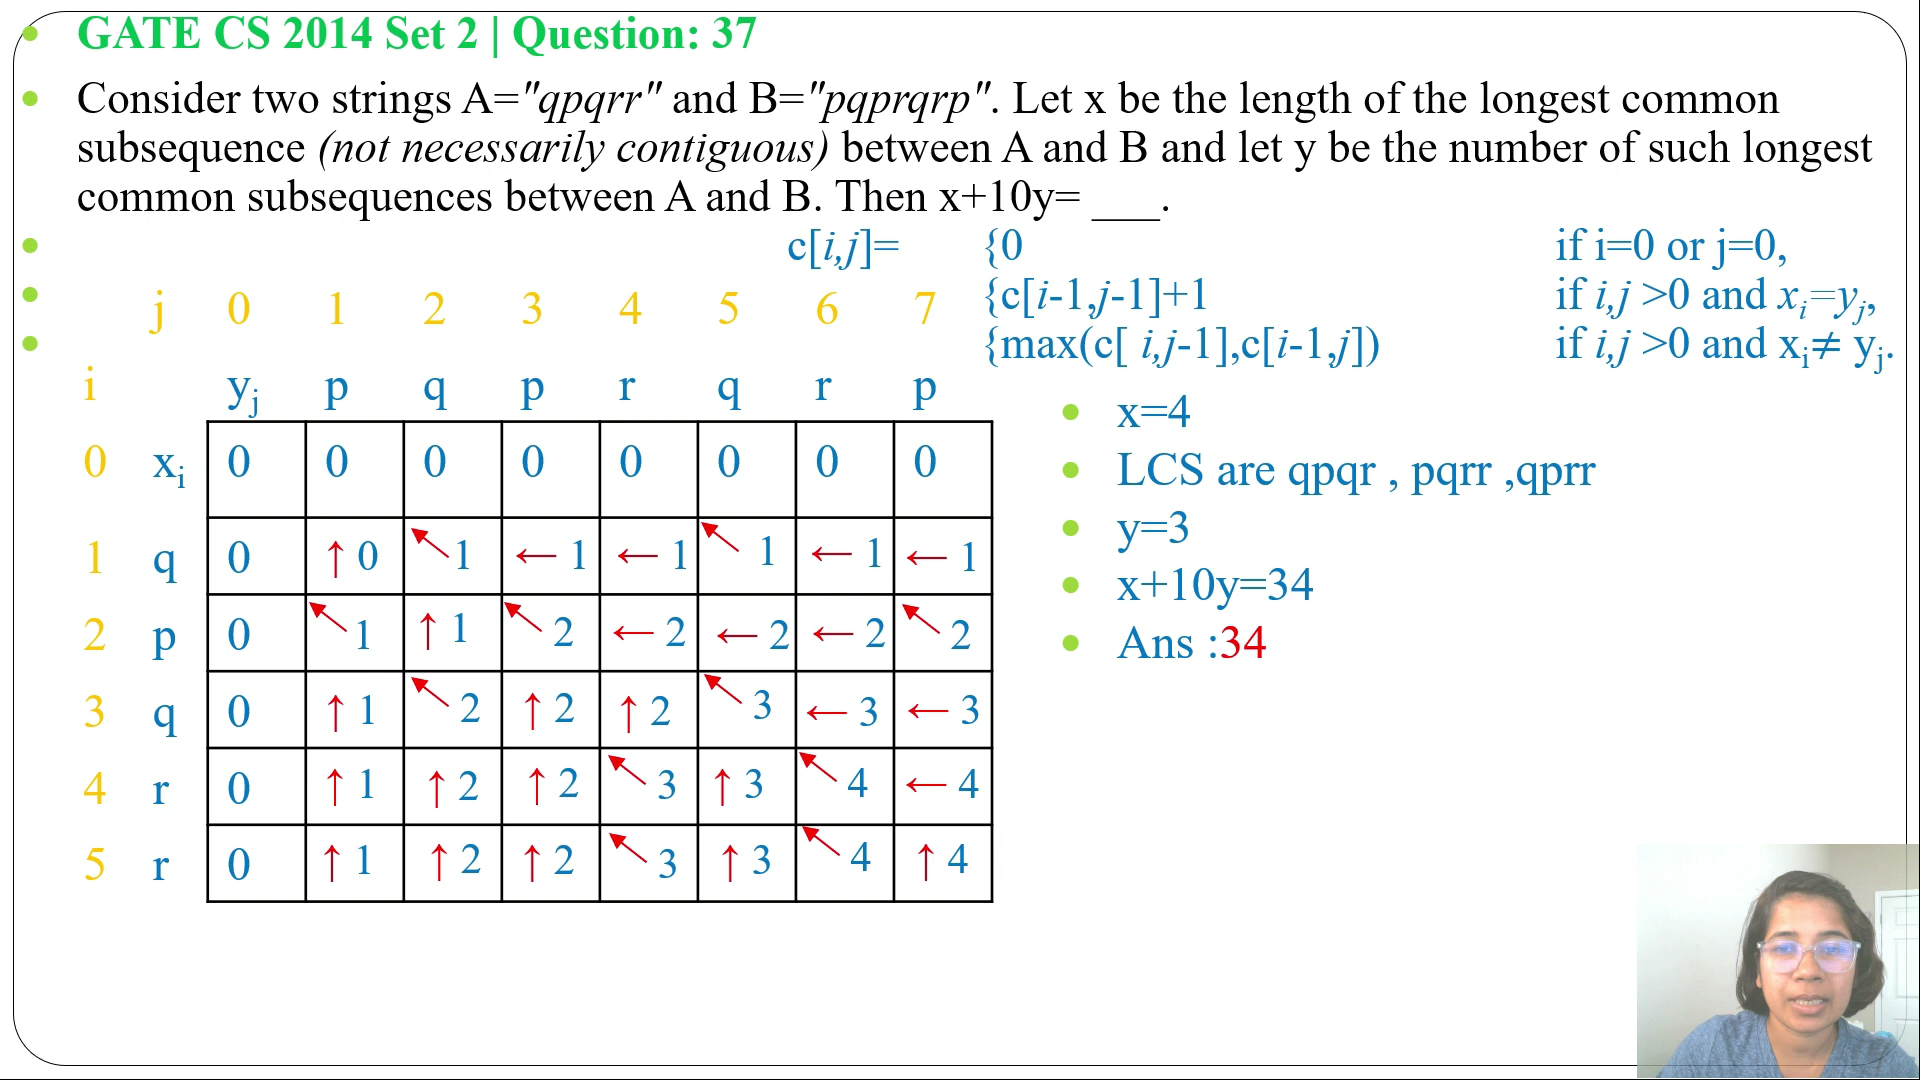 GATE CS 2014 Set 2 | Question: 37
Consider two strings A="qpqrr" and B="pqprqrp". Let x be the length of the longest common
subsequence (not necessarily contiguous) between A and B and let y be the number of such longest
common subsequences between A and B. Then x+10y= ___.
c[i,j]= {0 if i=0 or j=0,
{c[i-1,j-1]+1 if i,j >0 and xi=yj,
{max(c[ i,j-1],c[i-1,j]) if i,j >0 and xi≠ yj.
j 0 1 2 3 4 5 6 7
i yj p q p r q r p
0 xi 0 0 0 0 0 0 0 0
1 q 0 ↑ 0 ↖ 1 ← 1 ← 1 ↖ 1 ← 1 ← 1
2 p 0 ↖ 1 ↑ 1 ↖ 2 ← 2 ← 2 ← 2 ↖ 2
3 q 0 ↑ 1 ↖ 2 ↑ 2 ↑ 2 ↖ 3 ← 3 ← 3
4 r 0 ↑ 1 ↑ 2 ↑ 2 ↖ 3 ↑ 3 ↖ 4 ← 4
5 r 0 ↑ 1 ↑ 2 ↑ 2 ↖ 3 ↑ 3 ↖ 4 ↑ 4
x=4
LCS are qpqr , pqrr ,qprr
y=3
x+10y=34
Ans :34